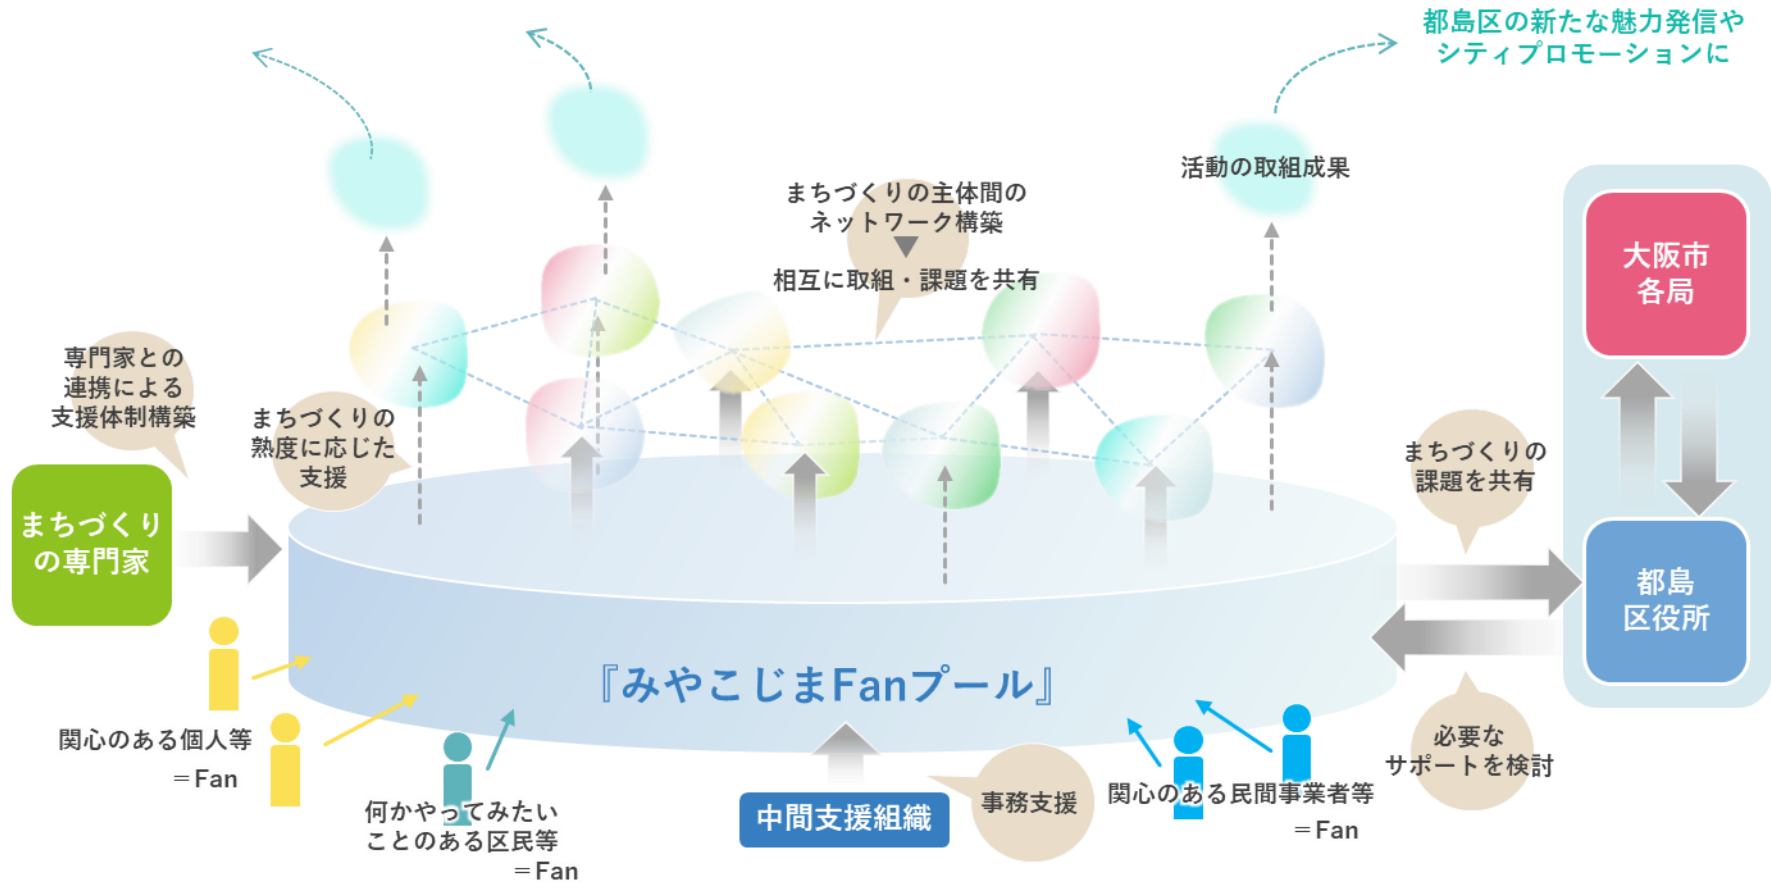 都島区の新たな魅力発信や
シティプロモーションに
活動の取組成果
まちづくりの主体間の
ネットワーク構築
▼
相互に取組・課題を共有
大阪市
各局
専門家との
連携による
支援体制構築
まちづくりの
熟度に応じた
支援
まちづくりの
課題を共有
まちづくり
の専門家
都島
区役所
『みやこじまFanプール』
関心のある個人等
＝Fan
必要な
サポートを検討
何かやってみたい
ことのある区民等
＝Fan
中間支援組織
事務支援
関心のある民間事業者等
＝Fan